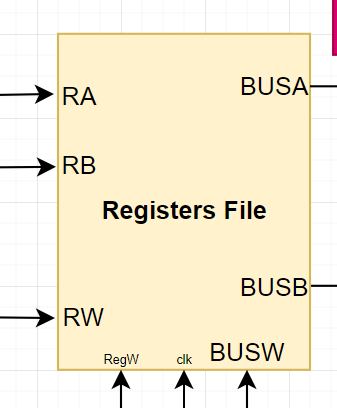 RA
BUSA
RB
Registers File
BUSB
RW
RegW
clk
BUSW